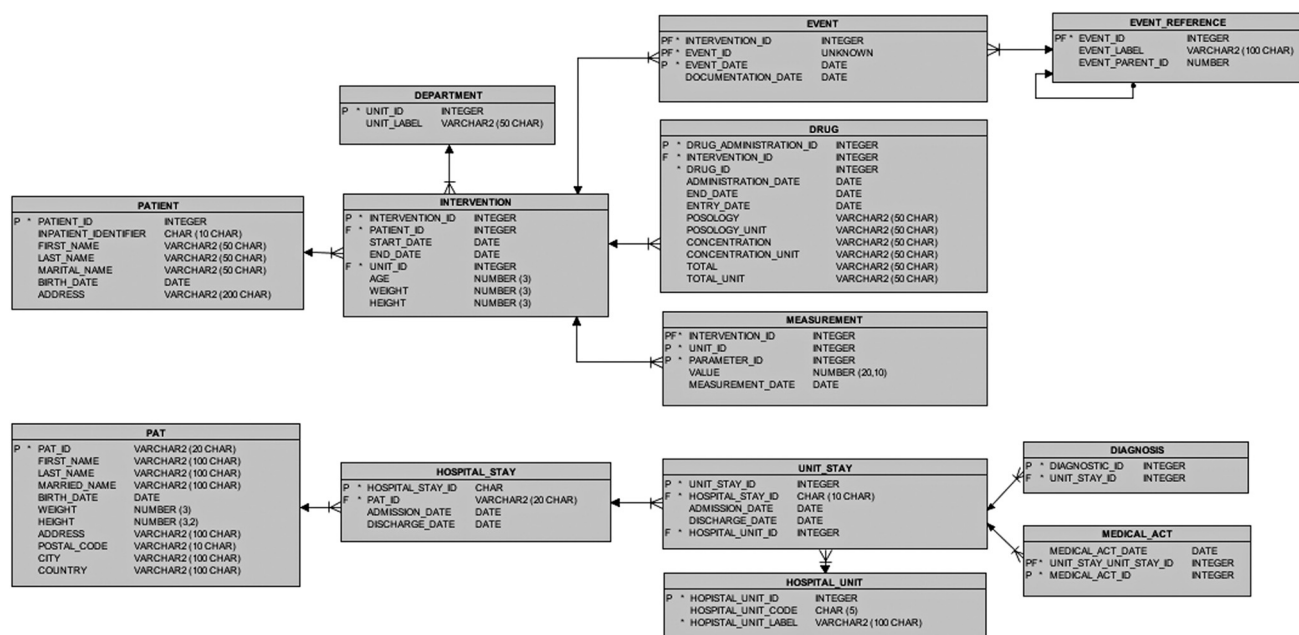 EVENT
PF * INTERVENTION_ID INTEGER
PF * EVENT_ID UNKNOWN
P * EVENT_DATE DATE
DOCUMENTATION_DATE DATE
EVENT_REFERENCE
PF * EVENT_ID INTEGER
EVENT_LABEL VARCHAR2 (100 CHAR)
EVENT_PARENT_ID NUMBER
DEPARTMENT
P * UNIT_ID INTEGER
UNIT_LABEL VARCHAR2 (50 CHAR)
DRUG
P * DRUG_ADMINISTRATION_ID INTEGER
F * INTERVENTION_ID INTEGER
* DRUG_ID INTEGER
ADMINISTRATION_DATE DATE
END_DATE DATE
ENTRY_DATE DATE
POSOLOGY VARCHAR2 (50 CHAR)
POSOLOGY_UNIT VARCHAR2 (50 CHAR)
CONCENTRATION VARCHAR2 (50 CHAR)
CONCENTRATION_UNIT VARCHAR2 (50 CHAR)
TOTAL VARCHAR2 (50 CHAR)
TOTAL_UNIT VARCHAR2 (50 CHAR)
PATIENT
P * PATIENT_ID INTEGER
INPATIENT_IDENTIFIER CHAR (10 CHAR)
FIRST_NAME VARCHAR2 (50 CHAR)
LAST_NAME VARCHAR2 (50 CHAR)
MARITAL_NAME VARCHAR2 (50 CHAR)
BIRTH_DATE DATE
ADDRESS VARCHAR2 (200 CHAR)
INTERVENTION
P * INTERVENTION_ID INTEGER
F * PATIENT_ID INTEGER
START_DATE DATE
END_DATE DATE
F * UNIT_ID INTEGER
AGE NUMBER (3)
WEIGHT NUMBER (3)
HEIGHT NUMBER (3)
MEASUREMENT
PF * INTERVENTION_ID INTEGER
P * UNIT_ID INTEGER
P * PARAMETER_ID INTEGER
VALUE NUMBER (20,10)
MEASUREMENT_DATE DATE
PAT
P * PAT_ID VARCHAR2 (20 CHAR)
FIRST_NAME VARCHAR2 (100 CHAR)
LAST_NAME VARCHAR2 (100 CHAR)
MARRIED_NAME VARCHAR2 (100 CHAR)
BIRTH_DATE DATE
WEIGHT NUMBER (3)
HEIGHT NUMBER (3,2)
ADDRESS VARCHAR2 (100 CHAR)
POSTAL_CODE VARCHAR2 (10 CHAR)
CITY VARCHAR2 (100 CHAR)
COUNTRY VARCHAR2 (100 CHAR)
HOSPITAL_STAY
P * HOSPITAL_STAY_ID CHAR
F * PAT_ID VARCHAR2 (20 CHAR)
ADMISSION_DATE DATE
DISCHARGE_DATE DATE
UNIT_STAY
P * UNIT_STAY_ID INTEGER
F * HOSPITAL_STAY_ID CHAR (10 CHAR)
ADMISSION_DATE DATE
DISCHARGE_DATE DATE
F * HOSPITAL_UNIT_ID INTEGER
DIAGNOSIS
P * DIAGNOSTIC_ID INTEGER
F * UNIT_STAY_ID INTEGER
MEDICAL_ACT
MEDICAL_ACT_DATE DATE
PF * UNIT_STAY_UNIT_STAY_ID INTEGER
P * MEDICAL_ACT_ID INTEGER
HOSPITAL_UNIT
P * HOPISTAL_UNIT_ID INTEGER
HOSPITAL_UNIT_CODE CHAR (5)
* HOPISTAL_UNIT_LABEL VARCHAR2 (100 CHAR)